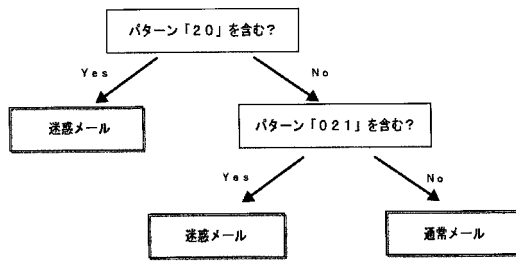 パターン「２０」を含む？
Ｙｅｓ
Ｎｏ
迷惑メール
パターン「０２１」を含む？
Ｙｅｓ
Ｎｏ
迷惑メール
通常メール